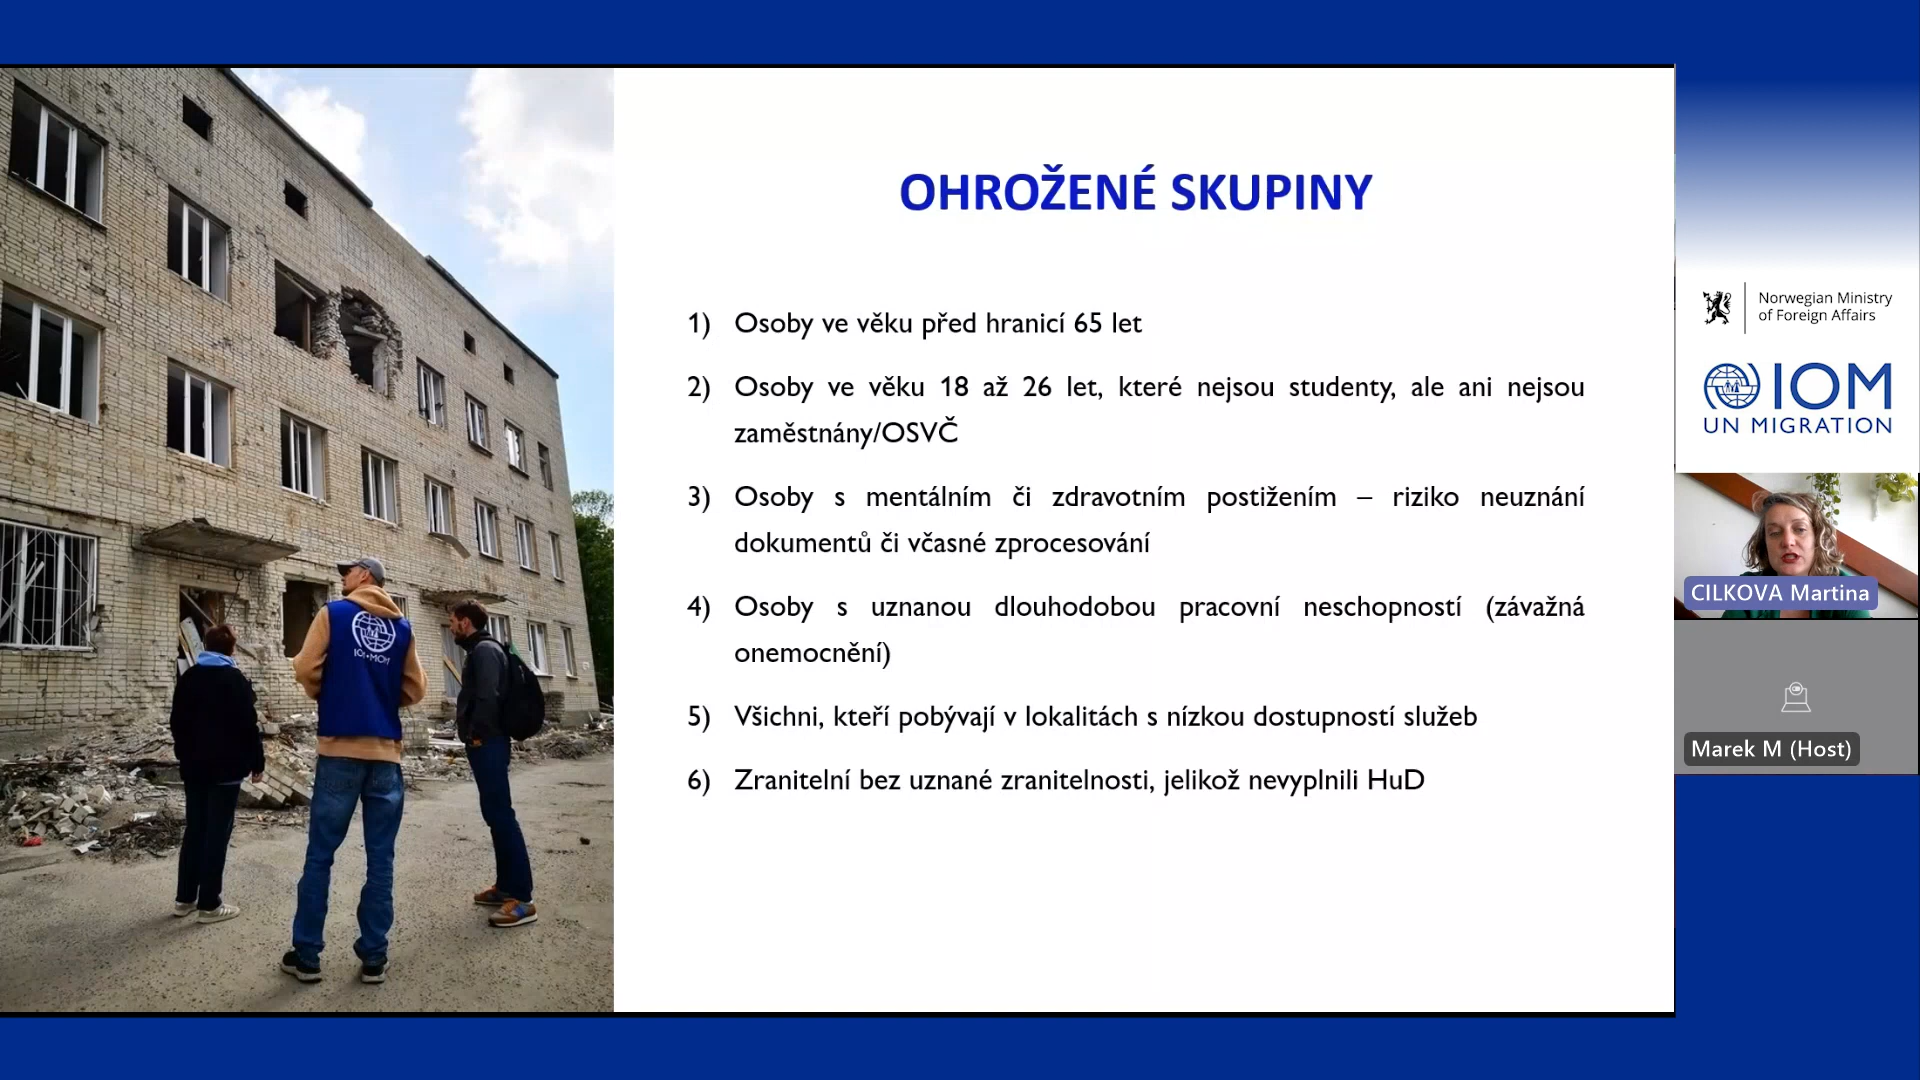 OHROŽENÉ SKUPINY
1) Osoby ve věku před hranicí 65 let
2) Osoby ve věku 18 až 26 let, které nejsou studenty, ale ani nejsou
zaměstnány/OSVČ
3) Osoby s mentálním či zdravotním postižením – riziko neuznání
dokumentů či včasné zprocesování
4) Osoby s uznanou dlouhodobou pracovní neschopností (závažná
onemocnění)
5) Všichni, kteří pobývají v lokalitách s nízkou dostupností služeb
6) Zranitelní bez uznané zranitelnosti, jelikož nevyplnili HuD
IOM•MOM
Norwegian Ministry
of Foreign Affairs
IOM
UN MIGRATION
CILKOVA Martina
Marek M (Host)